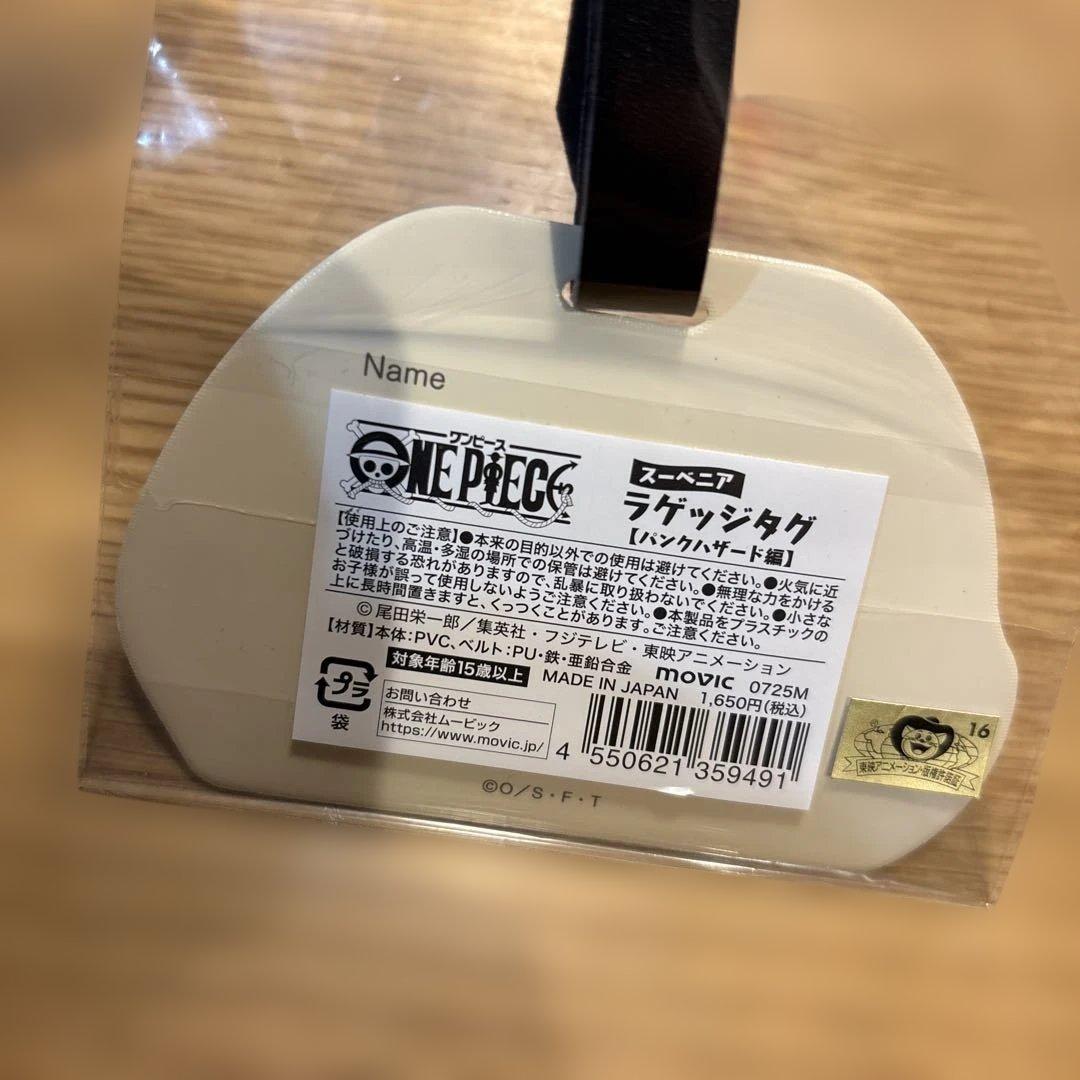 Name
ワンピース
ONE PIECE
スーベニア
ラゲッジタグ
【パンクハザード編】
【使用上のご注意】●本来の目的以外での使用は避けてください。●火気に近
づけたり、高温・多湿の場所での保管は避けてください。●無理な力をかける
と破損する恐れがありますので、乱暴に取り扱わないでください。●小さな
お子様が誤って使用しないようご注意ください。●本製品をプラスチックの
上に長時間置きますと、くっつくことがあります。ご注意ください。
© 尾田栄一郎／集英社・フジテレビ・東映アニメーション
【材質】本体:PVC、ベルト:PU・鉄・亜鉛合金
movic 0725M
対象年齢15歳以上
MADE IN JAPAN
1,650円(税込)
プラ
袋
お問い合わせ
株式会社ムービック
https://www.movic.jp/
4 550621 359491
16
東映アニメーション・版権許諾証
©O/S・F・T